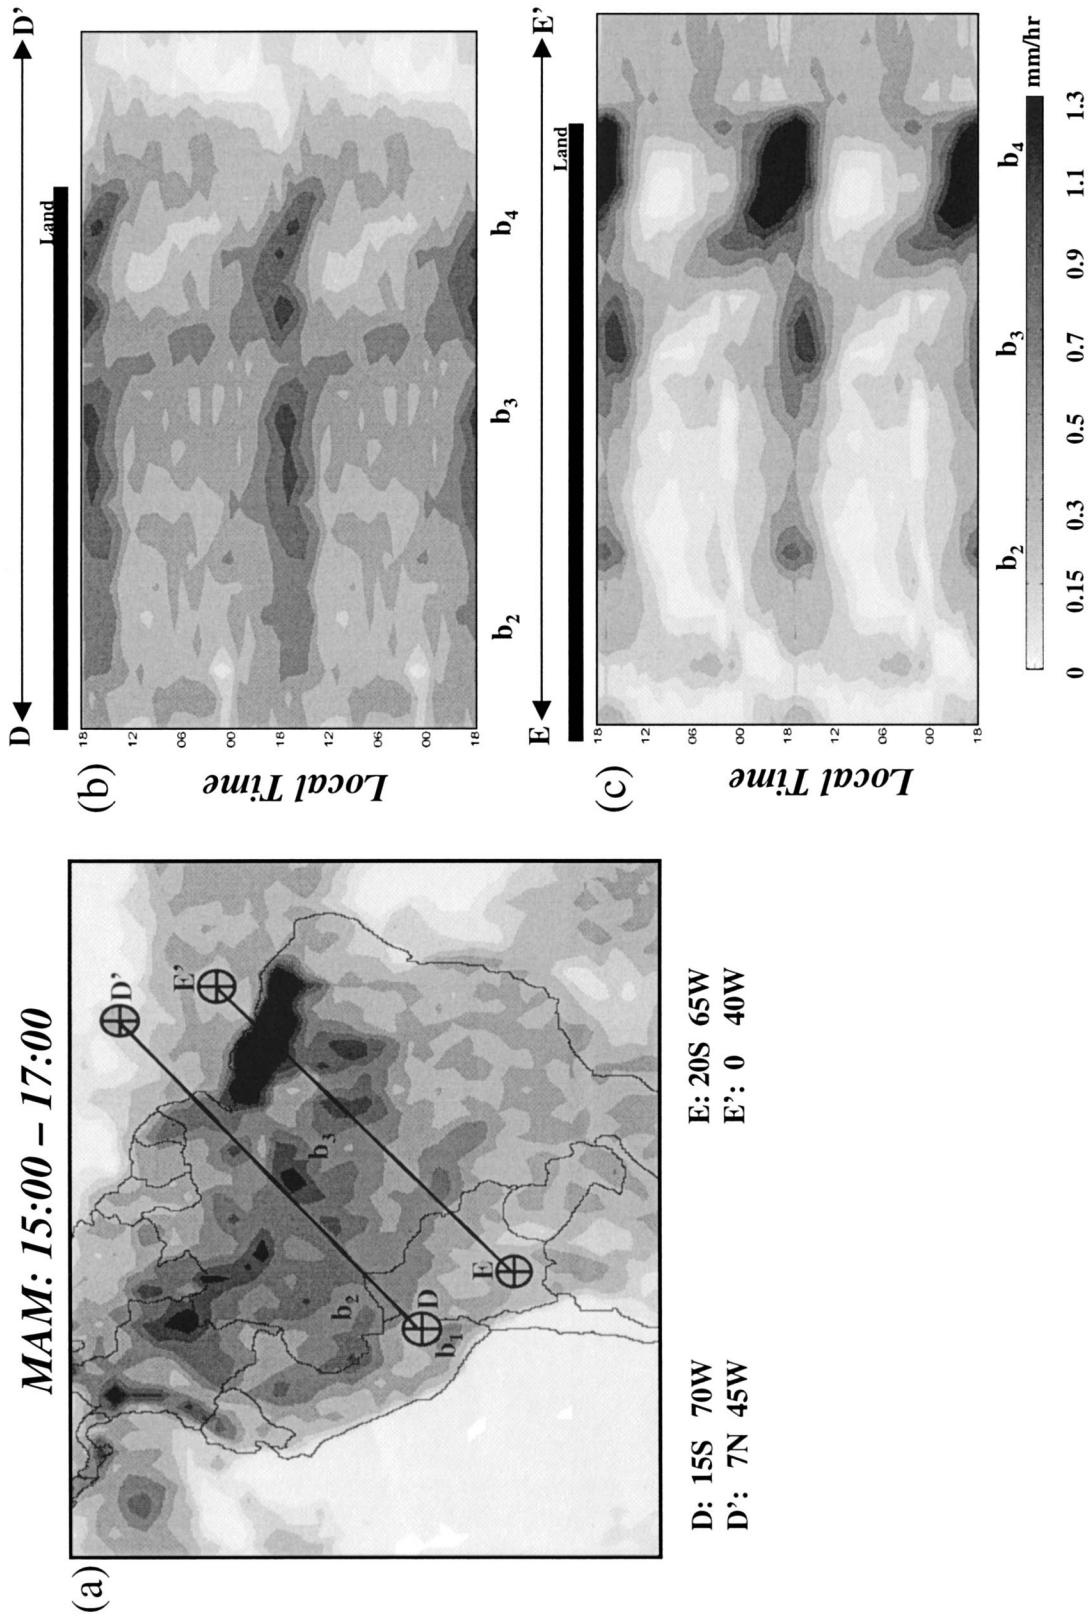 MAM: 15:00 – 17:00
(a)
D'
E'
b3
b2
E
D
b1
D: 15S 70W
D': 7N 45W
E: 20S 65W
E': 0 40W
(b)
D
D'
Land
Local Time
18
12
06
00
18
12
06
00
18
b2
b3
b4
(c)
E
E'
Land
Local Time
18
12
06
00
18
12
06
00
18
b2
b3
b4
mm/hr
0 0.15 0.3 0.5 0.7 0.9 1.1 1.3